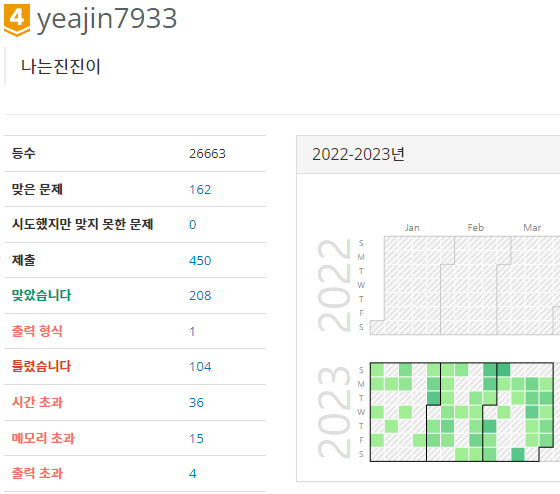 4 yeajin7933
나는진진이
등수 26663
맞은 문제 162
시도했지만 맞지 못한 문제 0
제출 450
맞았습니다 208
출력 형식 1
틀렸습니다 104
시간 초과 36
메모리 초과 15
출력 초과 4
2022-2023년
Jan Feb Mar
2022
S
M
T
W
T
F
S
2023
S
M
T
W
T
F
S